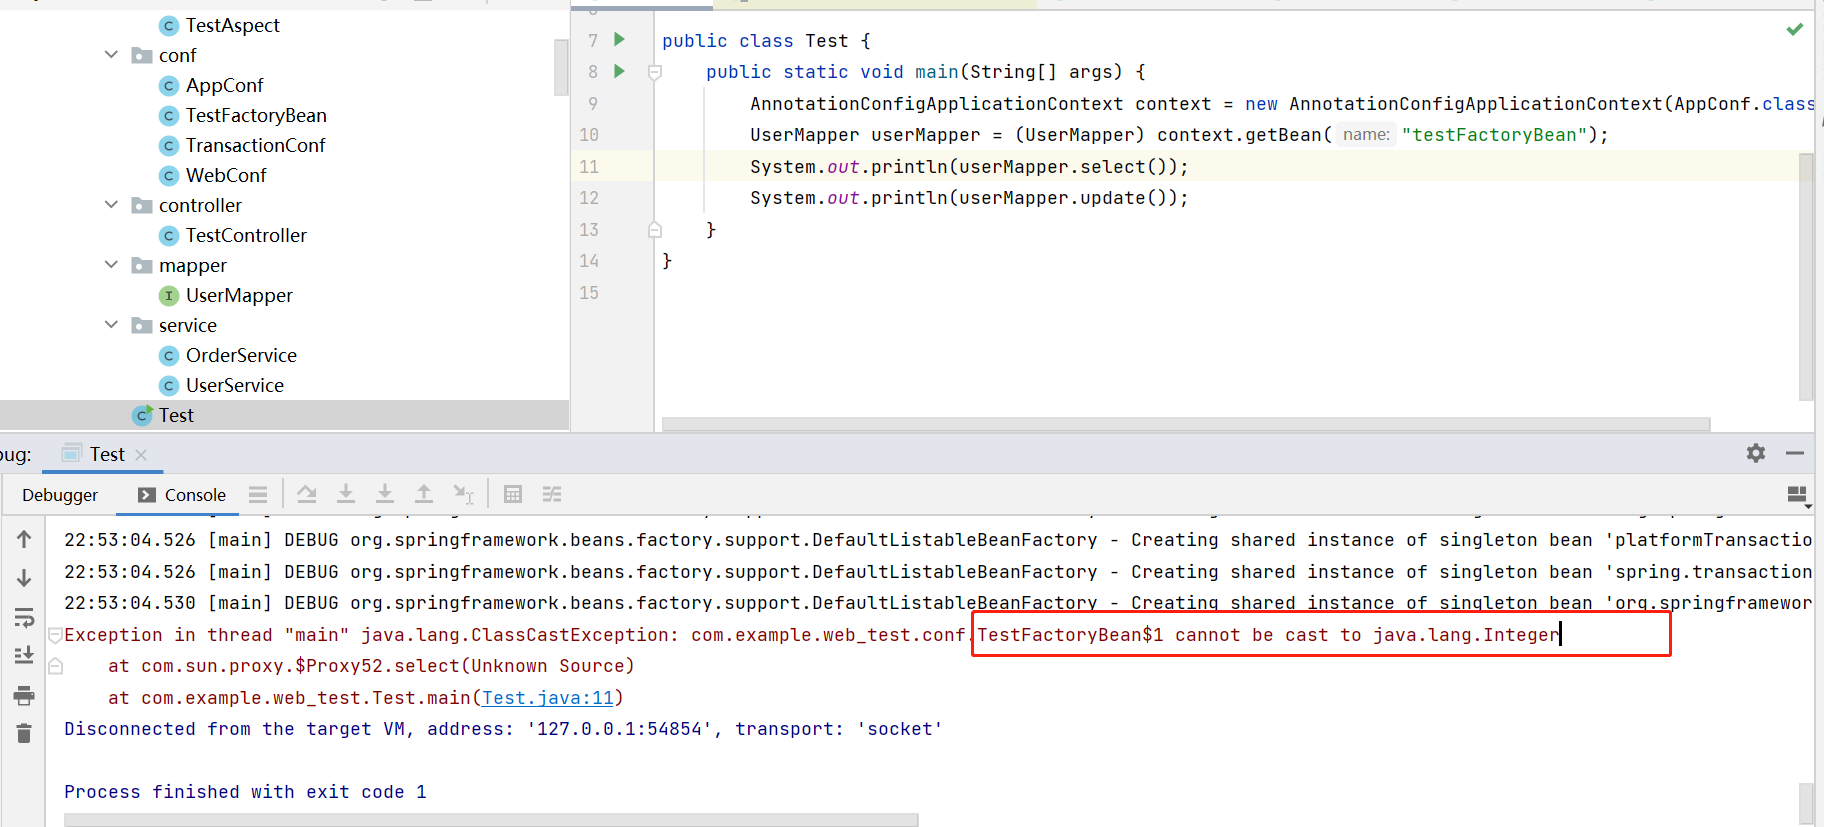 TestAspect
conf
AppConf
TestFactoryBean
TransactionConf
WebConf
controller
TestController
mapper
UserMapper
service
OrderService
UserService
Test
7 public class Test {
8 public static void main(String[] args) {
9 AnnotationConfigApplicationContext context = new AnnotationConfigApplicationContext(AppConf.class
10 UserMapper userMapper = (UserMapper) context.getBean( name: "testFactoryBean");
11 System.out.println(userMapper.select());
12 System.out.println(userMapper.update());
13 }
14 }
15
ug: Test
Debugger Console
22:53:04.526 [main] DEBUG org.springframework.beans.factory.support.DefaultListableBeanFactory - Creating shared instance of singleton bean 'platformTransactio
22:53:04.526 [main] DEBUG org.springframework.beans.factory.support.DefaultListableBeanFactory - Creating shared instance of singleton bean 'spring.transaction
22:53:04.530 [main] DEBUG org.springframework.beans.factory.support.DefaultListableBeanFactory - Creating shared instance of singleton bean 'org.springframewor
Exception in thread "main" java.lang.ClassCastException: com.example.web_test.conf.TestFactoryBean$1 cannot be cast to java.lang.Integer
at com.sun.proxy.$Proxy52.select(Unknown Source)
at com.example.web_test.Test.main(Test.java:11)
Disconnected from the target VM, address: '127.0.0.1:54854', transport: 'socket'
Process finished with exit code 1